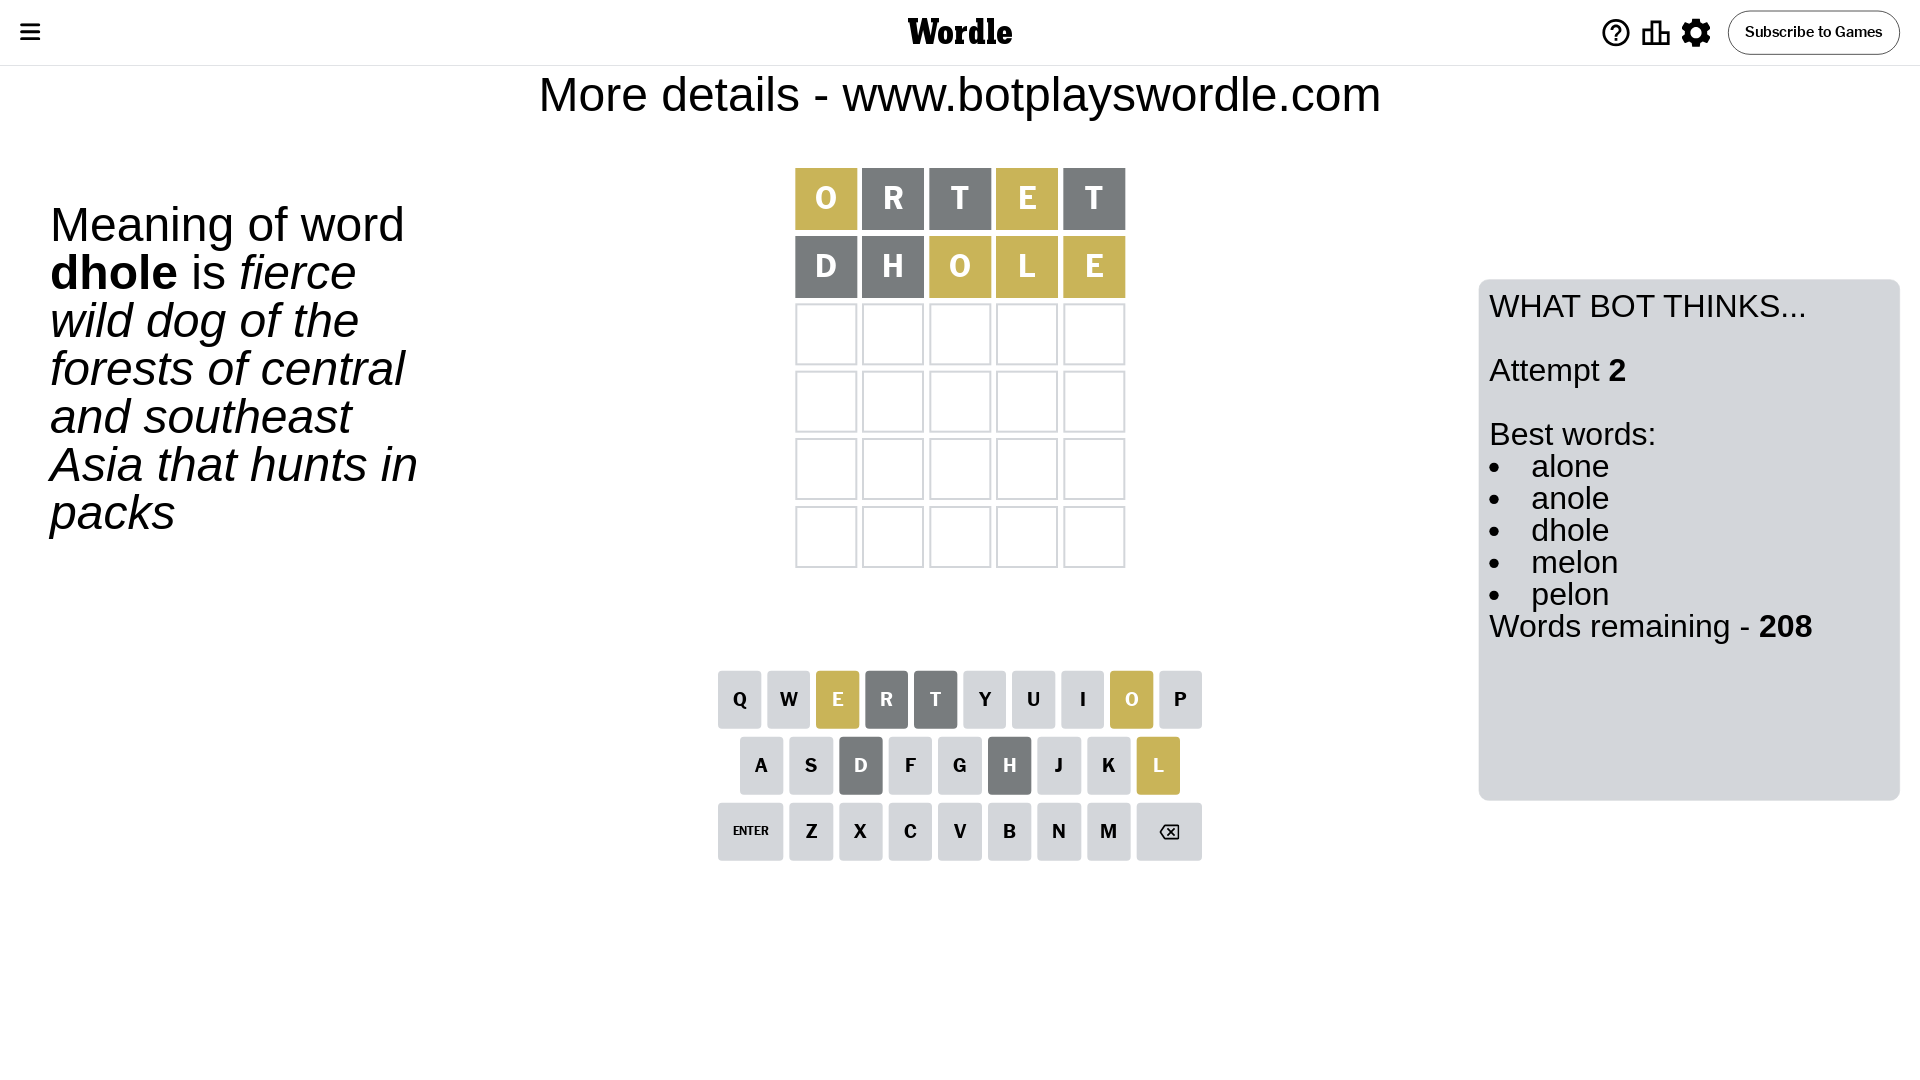 Wordle
Subscribe to Games
More details - www.botplayswordle.com
Meaning of word
dhole is fierce
wild dog of the
forests of central
and southeast
Asia that hunts in
packs
O R T E T
D H O L E
WHAT BOT THINKS...
Attempt 2
Best words:
• alone
• anole
• dhole
• melon
• pelon
Words remaining - 208
Q W E R T Y U I O P
A S D F G H J K L
ENTER Z X C V B N M